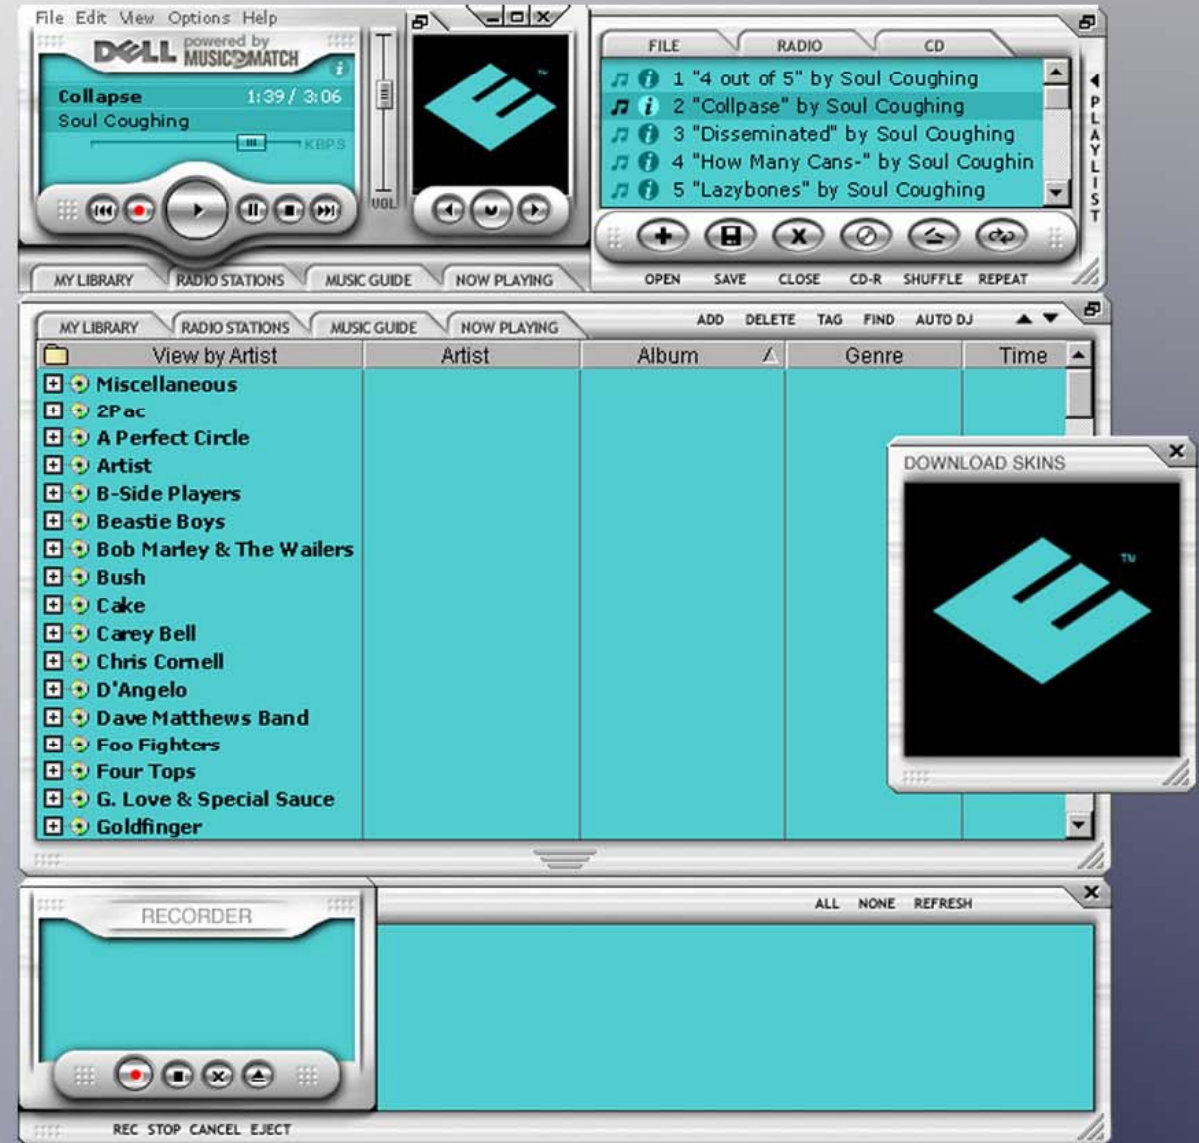 File Edit View Options Help
DELL powered by
MUSICMATCH
i
Collapse 1:39 / 3:06
Soul Coughing
KBPS
VOL
TM
FILE RADIO CD
1 "4 out of 5" by Soul Coughing
2 "Collpase" by Soul Coughing
3 "Disseminated" by Soul Coughing
4 "How Many Cans-" by Soul Coughin
5 "Lazybones" by Soul Coughing
PLAYLIST
OPEN SAVE CLOSE CD-R SHUFFLE REPEAT
MY LIBRARY RADIO STATIONS MUSIC GUIDE NOW PLAYING
MY LIBRARY RADIO STATIONS MUSIC GUIDE NOW PLAYING
ADD DELETE TAG FIND AUTO DJ
View by Artist Artist Album Genre Time
Miscellaneous
2Pac
A Perfect Circle
Artist
B-Side Players
Beastie Boys
Bob Marley & The Wailers
Bush
Cake
Carey Bell
Chris Cornell
D'Angelo
Dave Matthews Band
Foo Fighters
Four Tops
G. Love & Special Sauce
Goldfinger
DOWNLOAD SKINS
TM
RECORDER
ALL NONE REFRESH
REC STOP CANCEL EJECT